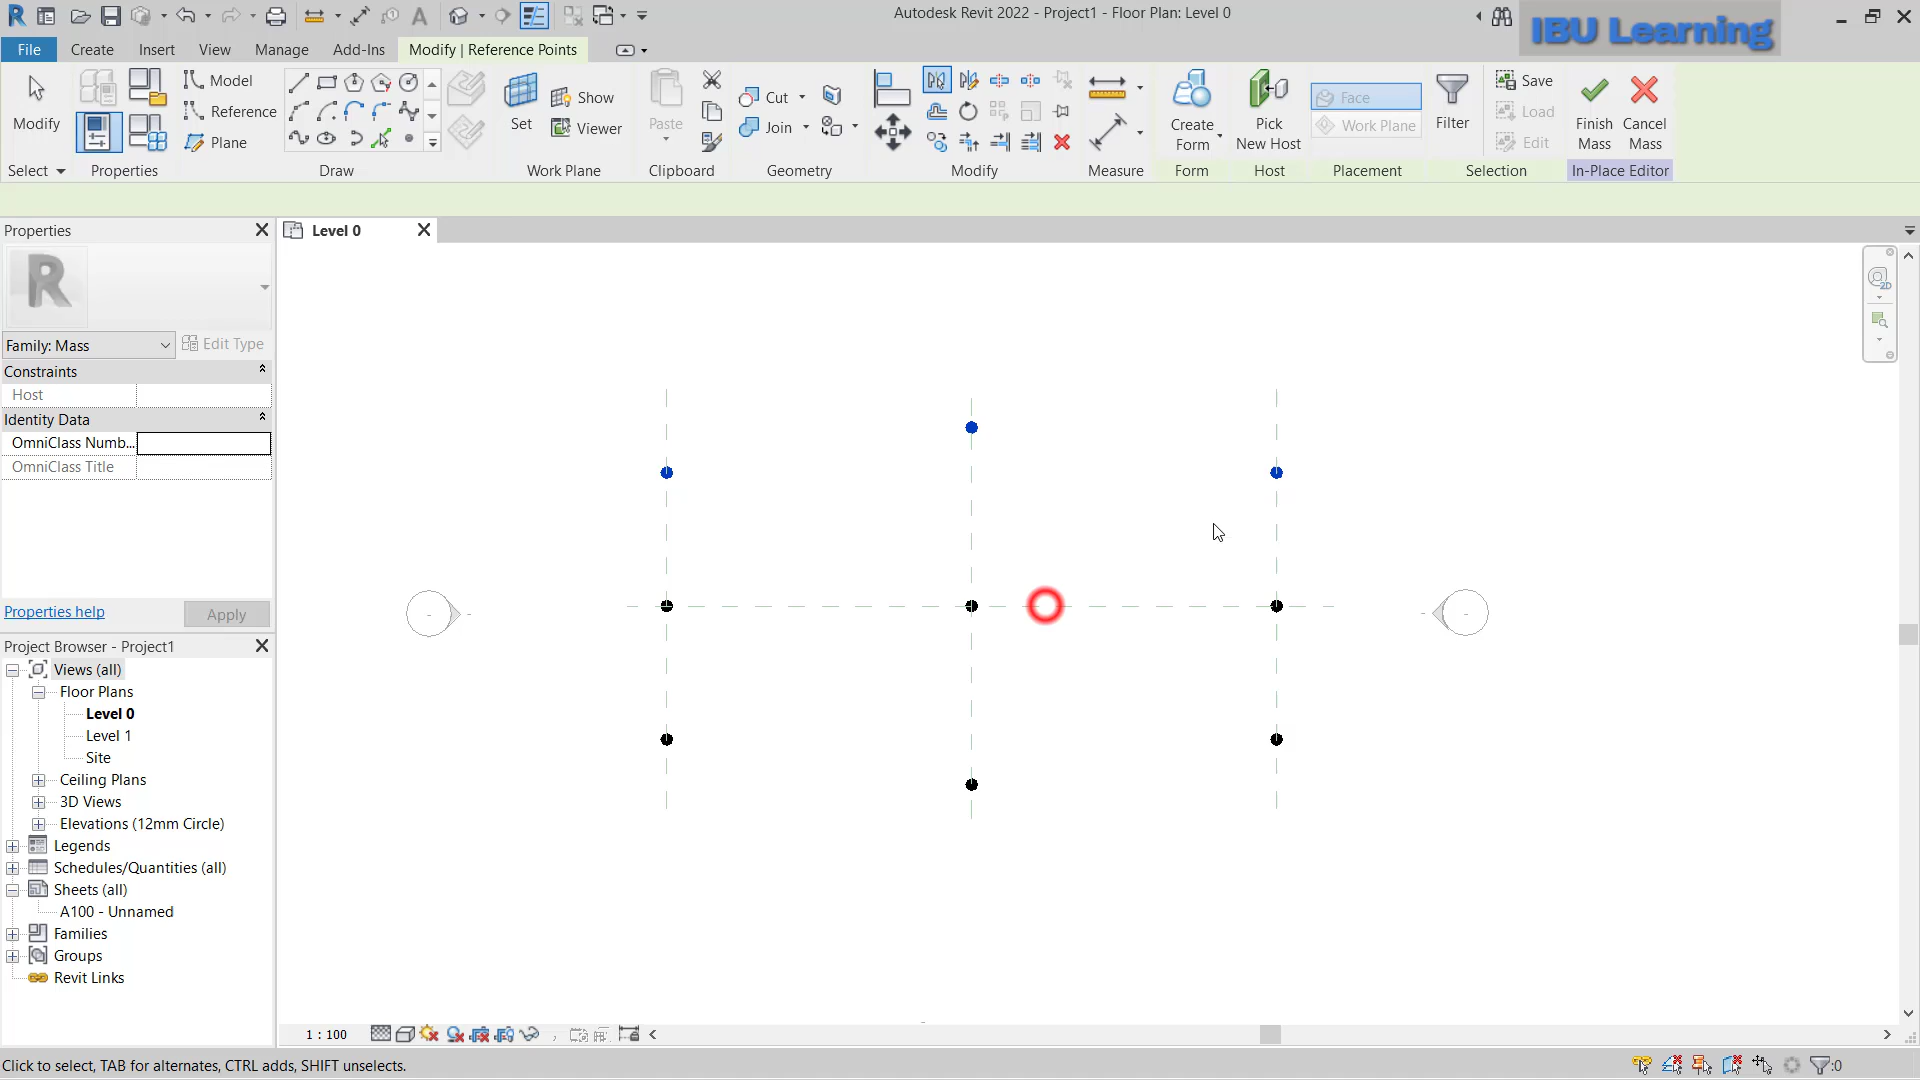 Autodesk Revit 2022 - Project1 - Floor Plan: Level 0
IBU Learning
File Create Insert View Manage Add-Ins Modify | Reference Points
Modify
Model
Reference
Plane
Set
Show
Viewer
Paste
Cut
Join
Create
Form
Pick
New Host
Face
Work Plane
Filter
Save
Load
Edit
Finish
Mass
Cancel
Mass
Select Properties Draw Work Plane Clipboard Geometry Modify Measure Form Host Placement Selection In-Place Editor
Properties
Level 0
R
Family: Mass
Edit Type
Constraints
Host
Identity Data
OmniClass Numb...
OmniClass Title
Properties help
Apply
Project Browser - Project1
Views (all)
Floor Plans
Level 0
Level 1
Site
Ceiling Plans
3D Views
Elevations (12mm Circle)
Legends
Schedules/Quantities (all)
Sheets (all)
A100 - Unnamed
Families
Groups
Revit Links
2D
1 : 100
Click to select, TAB for alternates, CTRL adds, SHIFT unselects.
:0